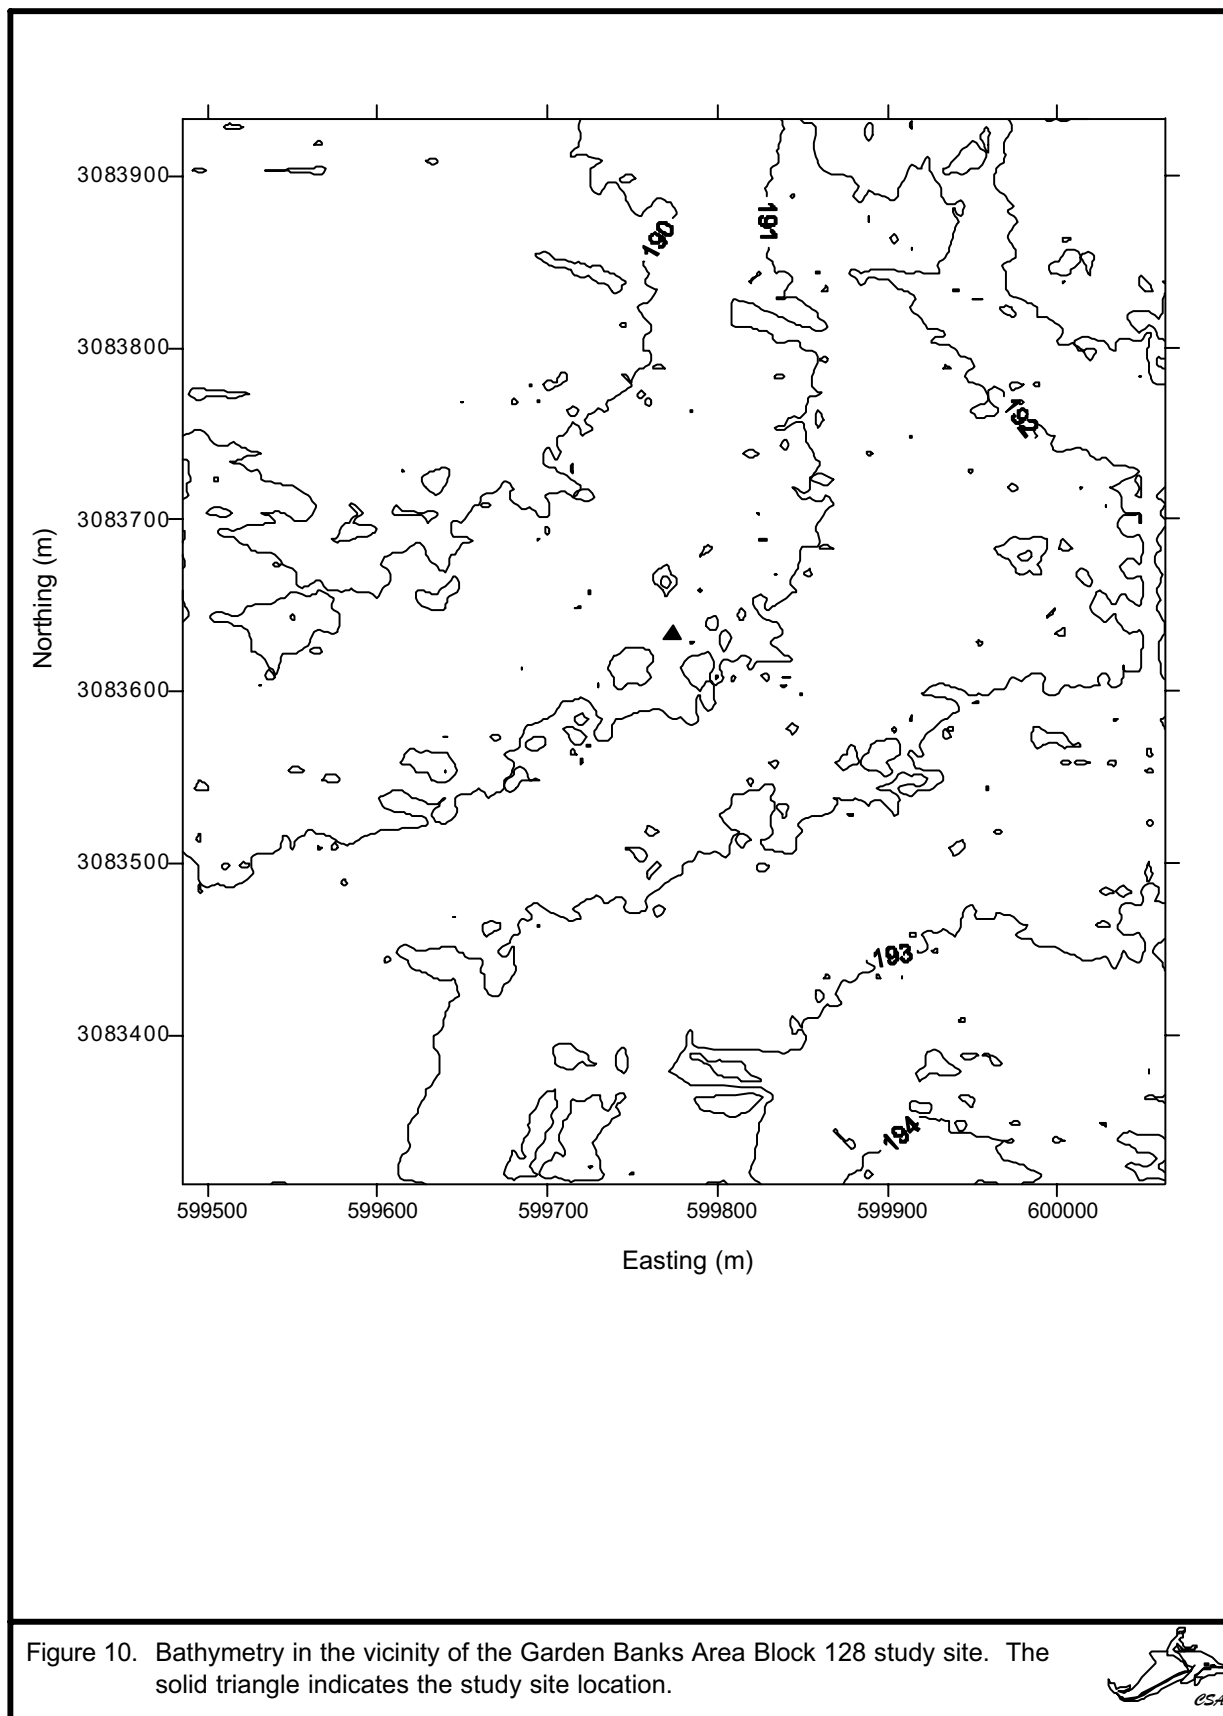 3083900
3083800
3083700
3083600
3083500
3083400
Northing (m)
190
191
192
193
194
599500 599600 599700 599800 599900 600000
Easting (m)
Figure 10. Bathymetry in the vicinity of the Garden Banks Area Block 128 study site. The
solid triangle indicates the study site location.
CSA